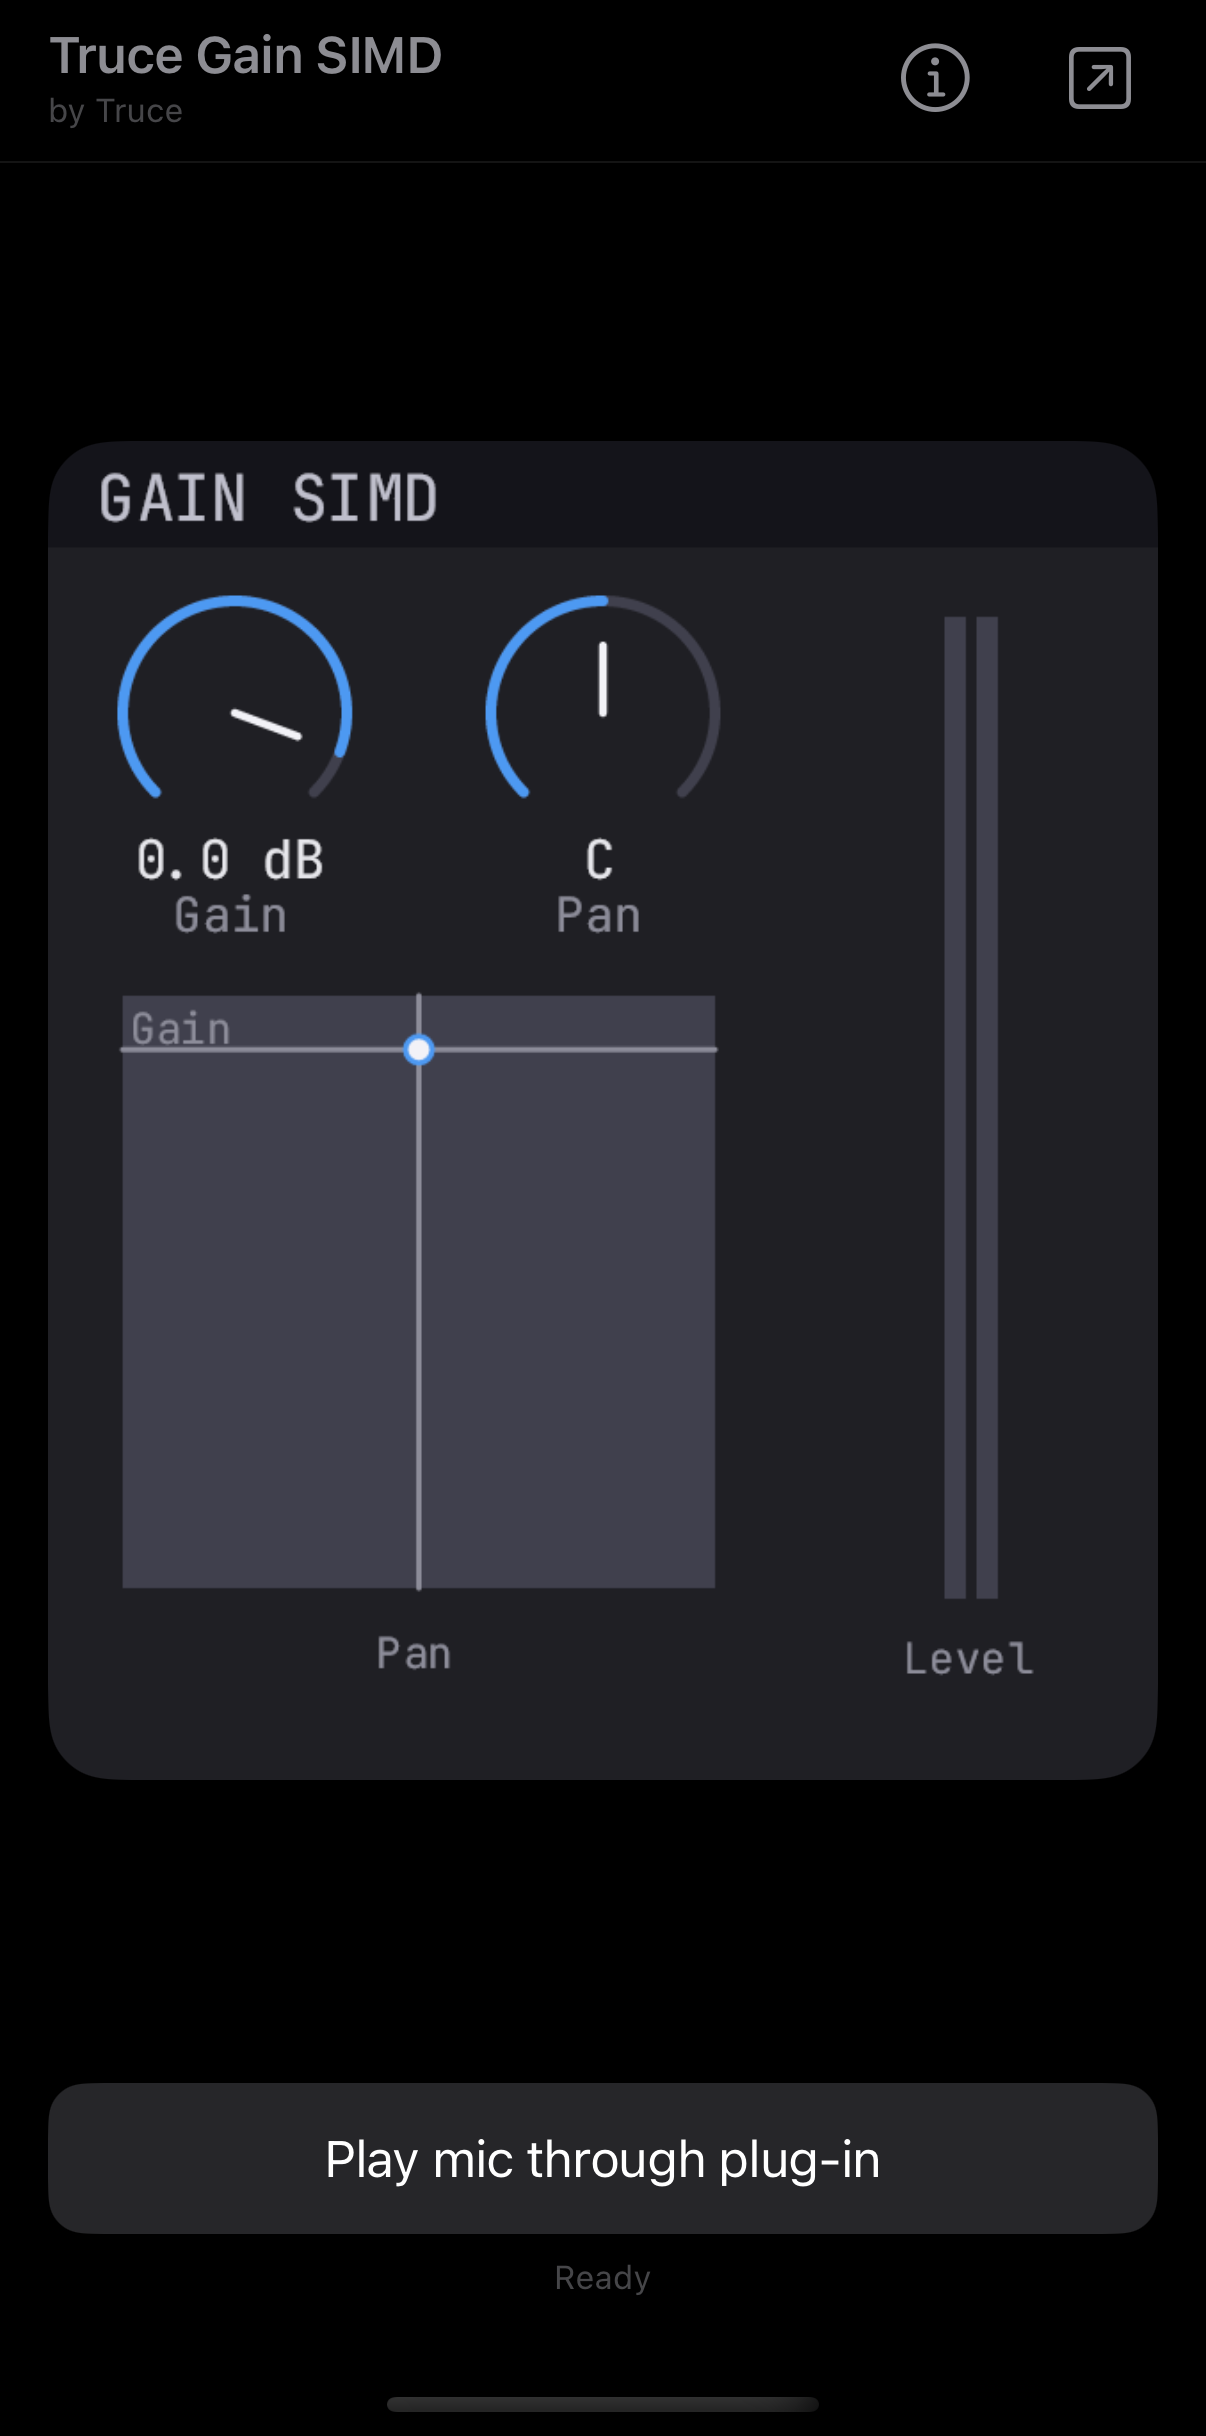 Truce Gain SIMD
by Truce
GAIN SIMD
0.0 dB
Gain
C
Pan
Gain
Pan
Level
Play mic through plug-in
Ready